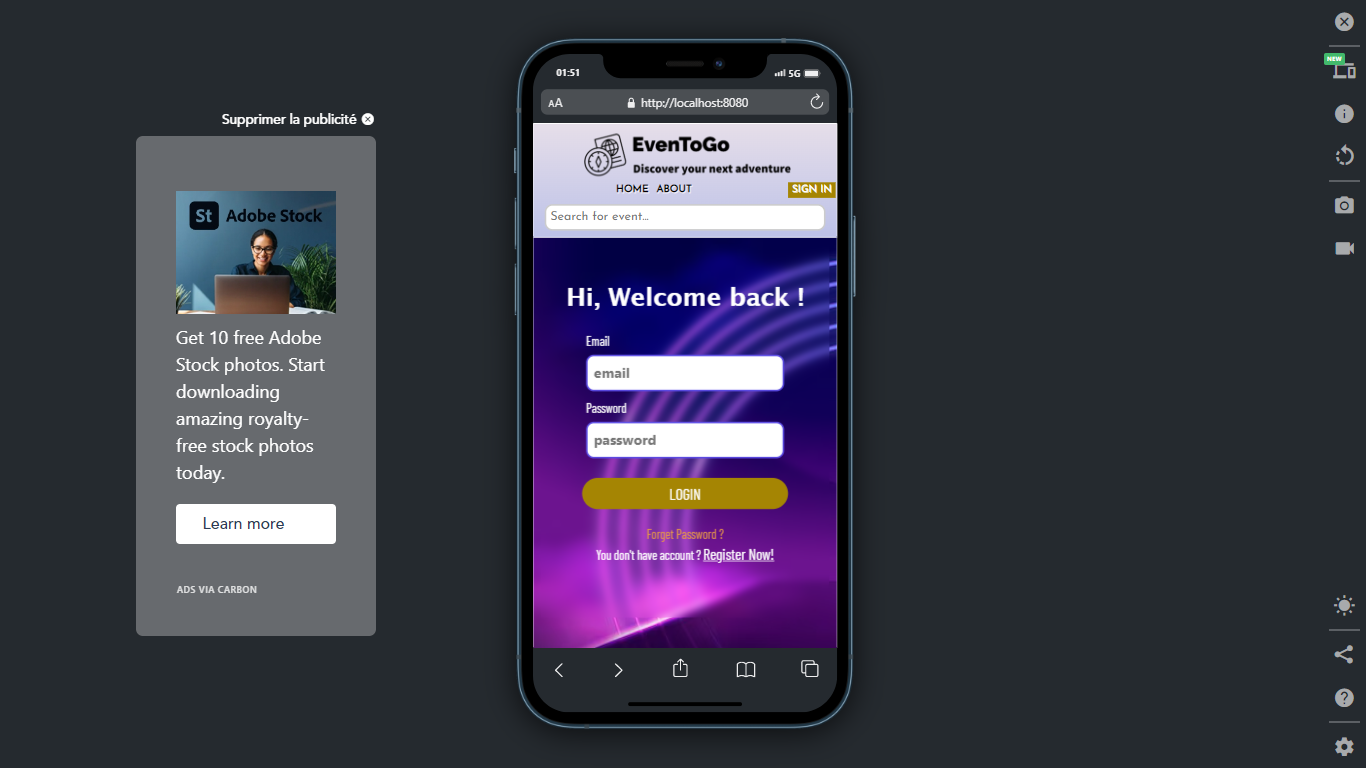 NEW
Supprimer la publicité
St Adobe Stock
Get 10 free Adobe
Stock photos. Start
downloading
amazing royalty-
free stock photos
today.
Learn more
ADS VIA CARBON
01:51
5G
AA
http://localhost:8080
EvenToGo
Discover your next adventure
HOME ABOUT
SIGN IN
Search for event...
Hi, Welcome back !
Email
email
Password
password
LOGIN
Forget Password ?
You don't have account ? Register Now!